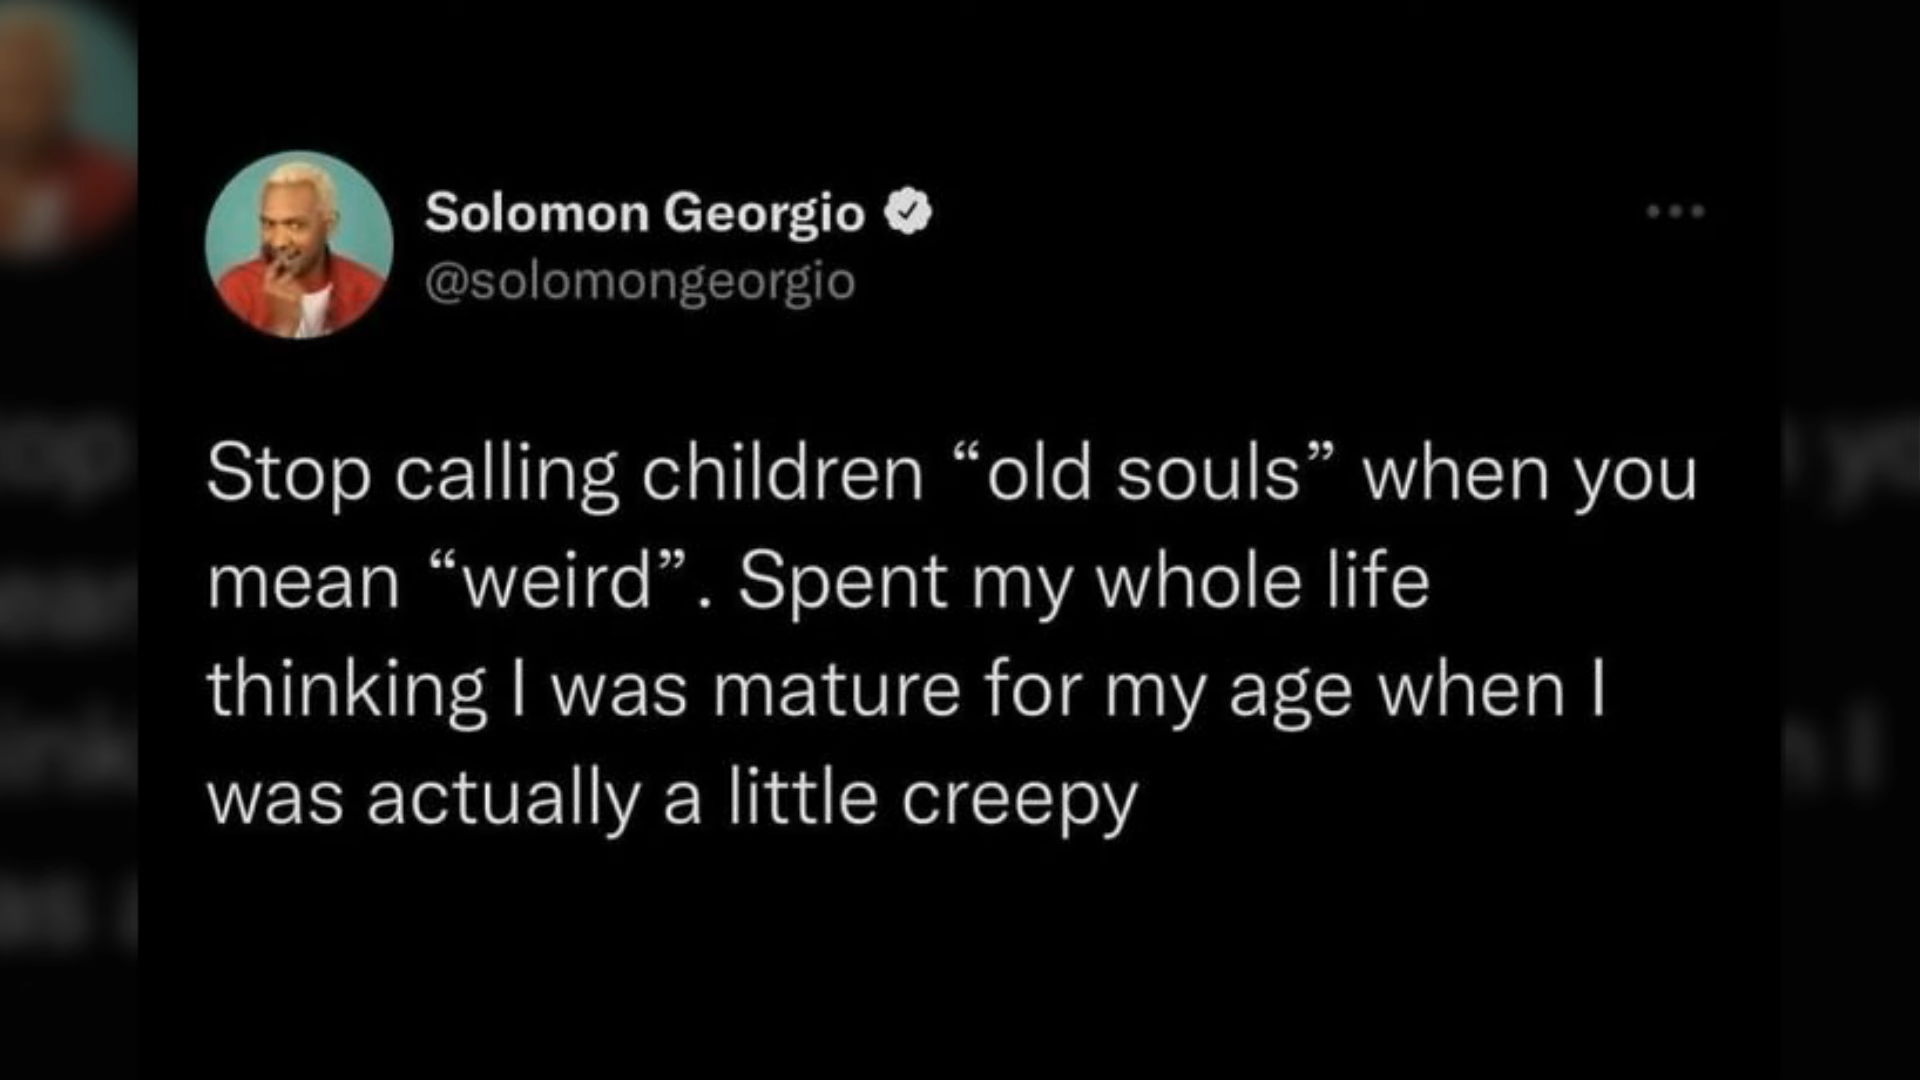 Solomon Georgio
@solomongeorgio
Stop calling children “old souls” when you
mean “weird”. Spent my whole life
thinking I was mature for my age when I
was actually a little creepy